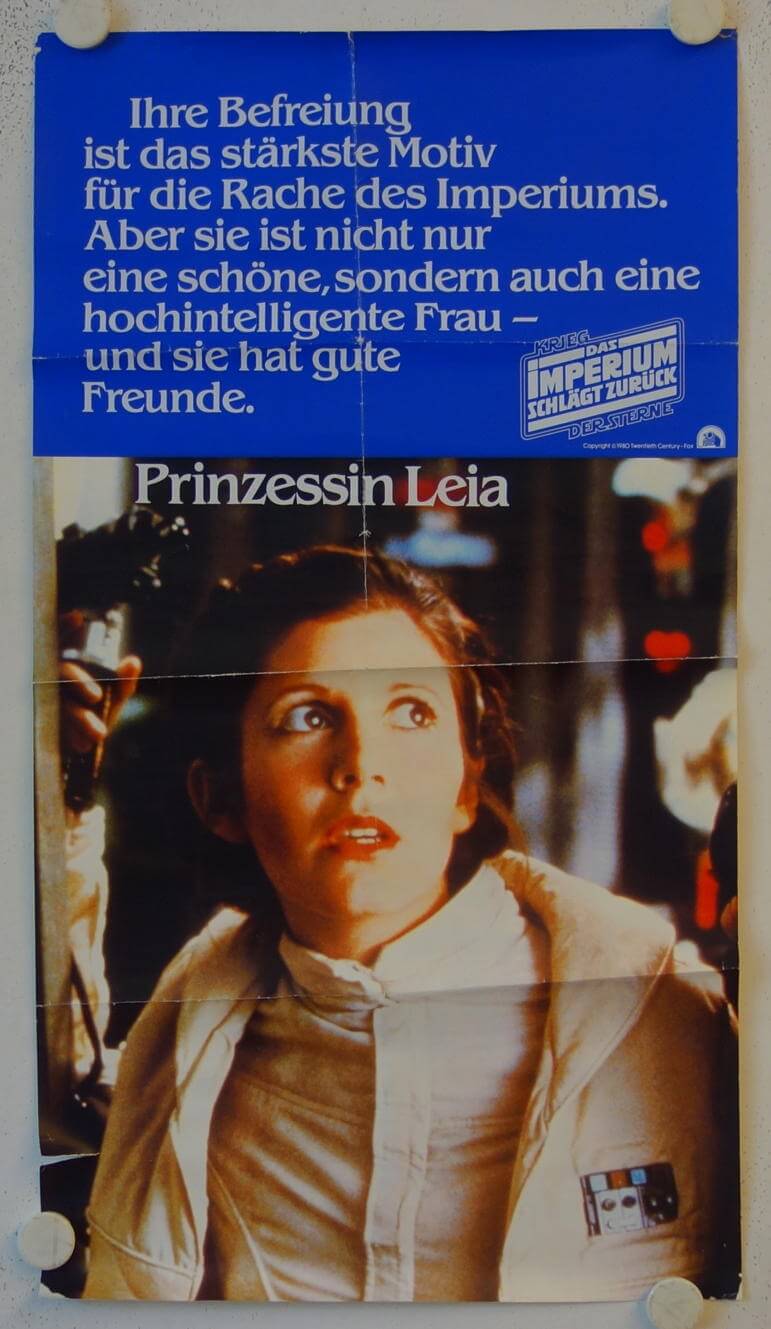 Ihre Befreiung
ist das stärkste Motiv
für die Rache des Imperiums.
Aber sie ist nicht nur
eine schöne, sondern auch eine
hochintelligente Frau –
und sie hat gute
Freunde.
KRIEG
DAS
IMPERIUM
SCHLÄGT ZURÜCK
DER STERNE
Copyright © 1980 Twentieth Century-Fox
Prinzessin Leia